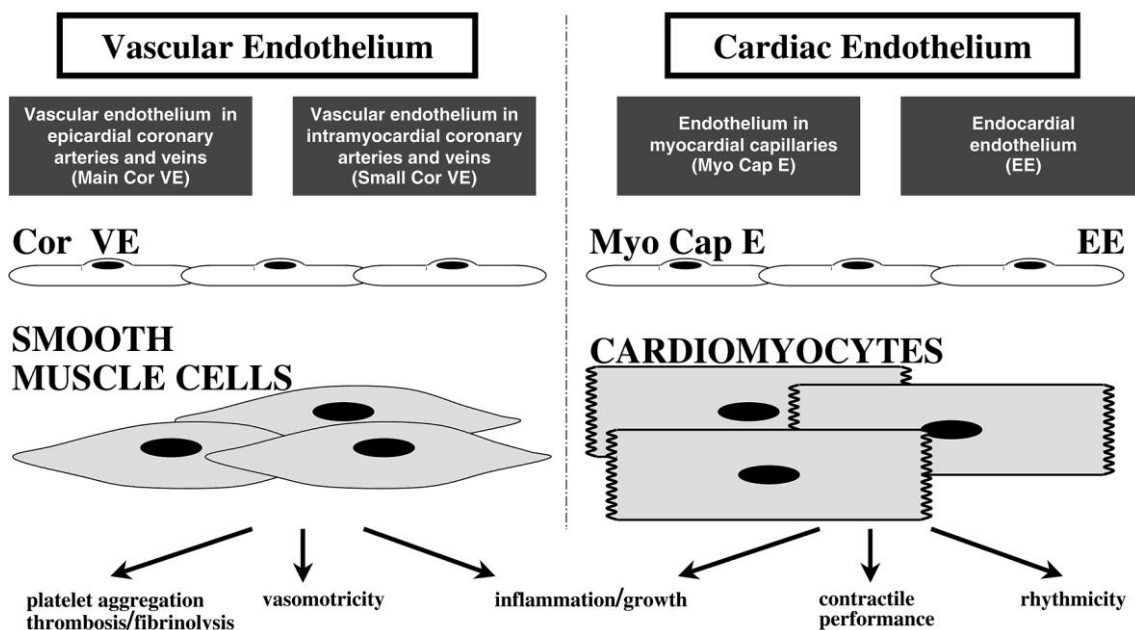 Vascular Endothelium
Cardiac Endothelium
Vascular endothelium in
epicardial coronary
arteries and veins
(Main Cor VE)
Vascular endothelium in
intramyocardial coronary
arteries and veins
(Small Cor VE)
Endothelium in
myocardial capillaries
(Myo Cap E)
Endocardial
endothelium
(EE)
Cor VE
Myo Cap E
EE
SMOOTH
MUSCLE CELLS
CARDIOMYOCYTES
platelet aggregation
thrombosis/fibrinolysis
vasomotricity
inflammation/growth
contractile
performance
rhythmicity